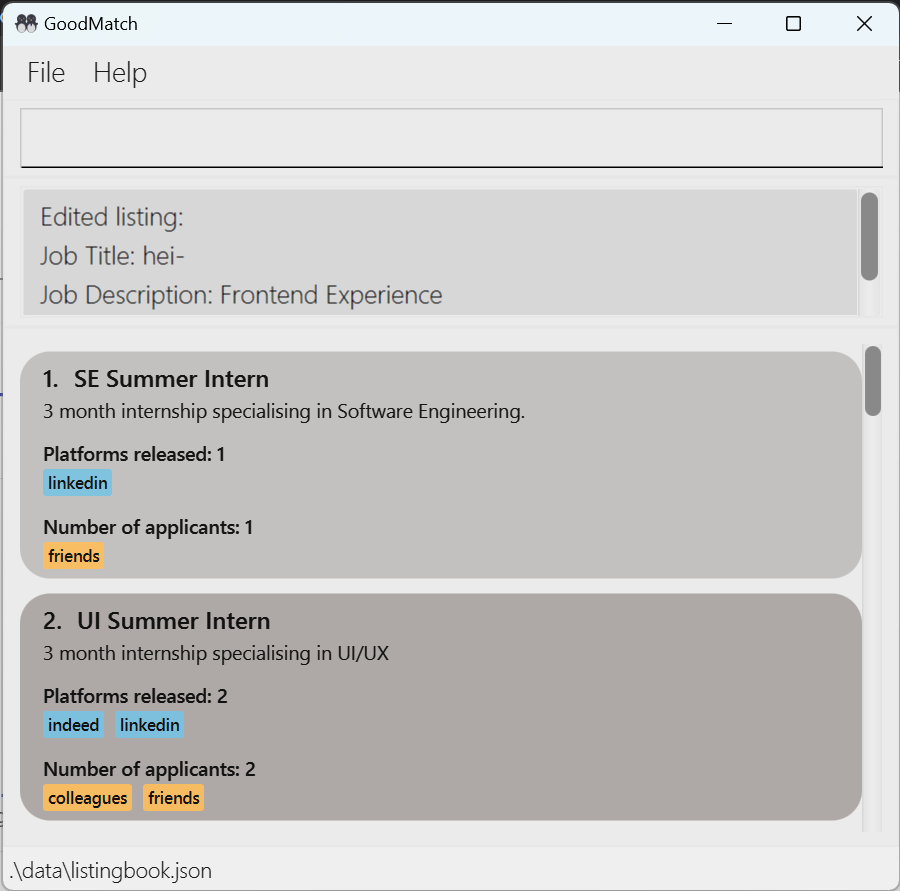 GoodMatch
File Help
Edited listing:
Job Title: hei-
Job Description: Frontend Experience
1. SE Summer Intern
3 month internship specialising in Software Engineering.
Platforms released: 1
linkedin
Number of applicants: 1
friends
2. UI Summer Intern
3 month internship specialising in UI/UX
Platforms released: 2
indeed linkedin
Number of applicants: 2
colleagues friends
.\data\listingbook.json